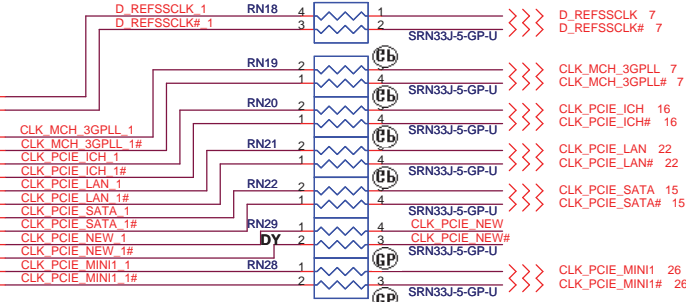 D_REFSSCLK_1 RN18 4 1 D_REFSSCLK 7
D_REFSSCLK#_1 3 2 D_REFSSCLK# 7
SRN33J-5-GP-U
RN19 2 3 CLK_MCH_3GPLL 7
1 4 CLK_MCH_3GPLL# 7
SRN33J-5-GP-U
RN20 2 3 CLK_PCIE_ICH 16
1 4 CLK_PCIE_ICH# 16
CLK_MCH_3GPLL_1 SRN33J-5-GP-U
CLK_MCH_3GPLL_1# RN21 2 3 CLK_PCIE_LAN 22
CLK_PCIE_ICH_1 1 4 CLK_PCIE_LAN# 22
CLK_PCIE_ICH_1# SRN33J-5-GP-U
CLK_PCIE_LAN_1 RN22 2 3 CLK_PCIE_SATA 15
CLK_PCIE_LAN_1# 1 4 CLK_PCIE_SATA# 15
CLK_PCIE_SATA_1 SRN33J-5-GP-U
CLK_PCIE_SATA_1# RN29 1 4 CLK_PCIE_NEW
CLK_PCIE_NEW_1 DY 2 3 CLK_PCIE_NEW#
CLK_PCIE_NEW_1# SRN33J-5-GP-U
GP
CLK_PCIE_MINI1_1 RN28 1 4 CLK_PCIE_MINI1 26
CLK_PCIE_MINI1_1# 2 3 CLK_PCIE_MINI1# 26
GP SRN33J-5-GP-U